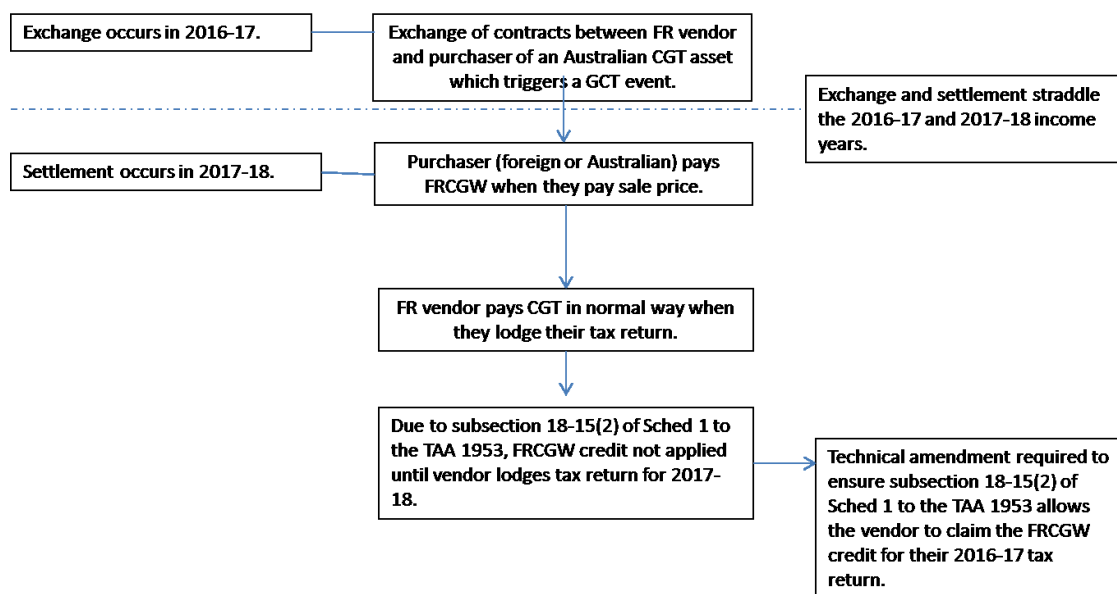 Exchange occurs in 2016-17.
Exchange of contracts between FR vendor
and purchaser of an Australian CGT asset
which triggers a GCT event.
Exchange and settlement straddle
the 2016-17 and 2017-18 income
years.
Settlement occurs in 2017-18.
Purchaser (foreign or Australian) pays
FRCGW when they pay sale price.
FR vendor pays CGT in normal way when
they lodge their tax return.
Due to subsection 18-15(2) of Sched 1 to
the TAA 1953, FRCGW credit not applied
until vendor lodges tax return for 2017-
18.
Technical amendment required to
ensure subsection 18-15(2) of
Sched 1 to the TAA 1953 allows
the vendor to claim the FRCGW
credit for their 2016-17 tax
return.